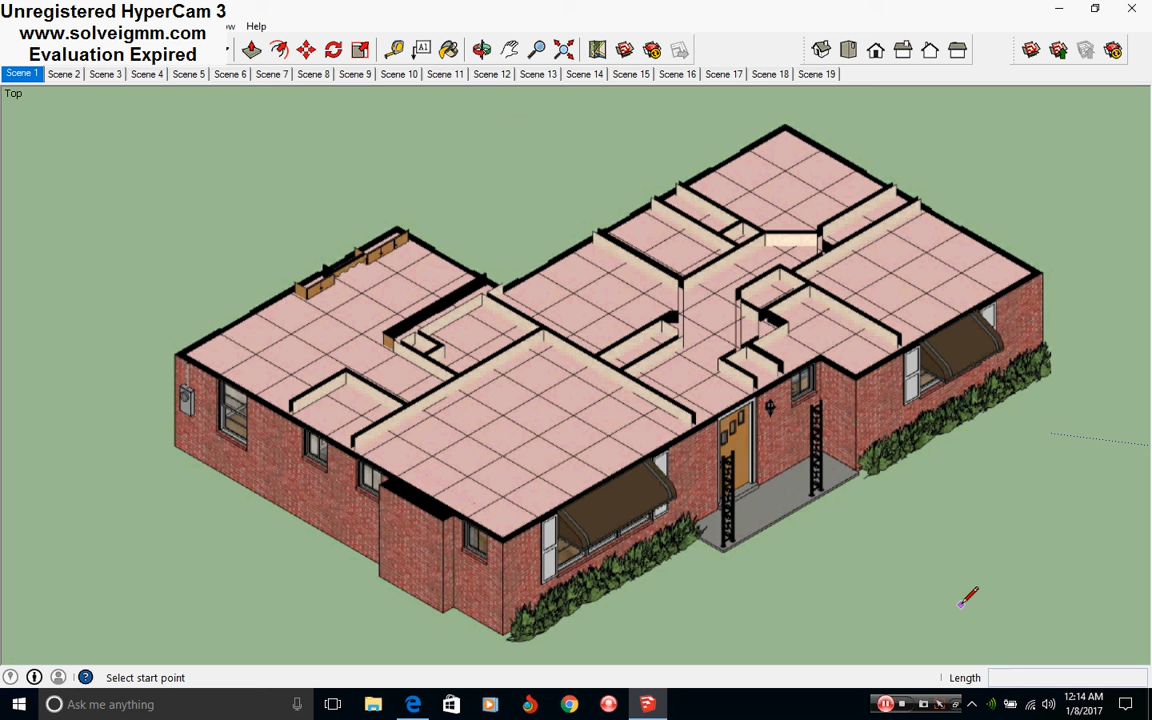 Unregistered HyperCam 3
www.solveigmm.com
Evaluation Expired
ow Help
A1
Scene 1 Scene 2 Scene 3 Scene 4 Scene 5 Scene 6 Scene 7 Scene 8 Scene 9 Scene 10 Scene 11 Scene 12 Scene 13 Scene 14 Scene 15 Scene 16 Scene 17 Scene 18 Scene 19
Top
Select start point
Length
Ask me anything
12:14 AM
1/8/2017